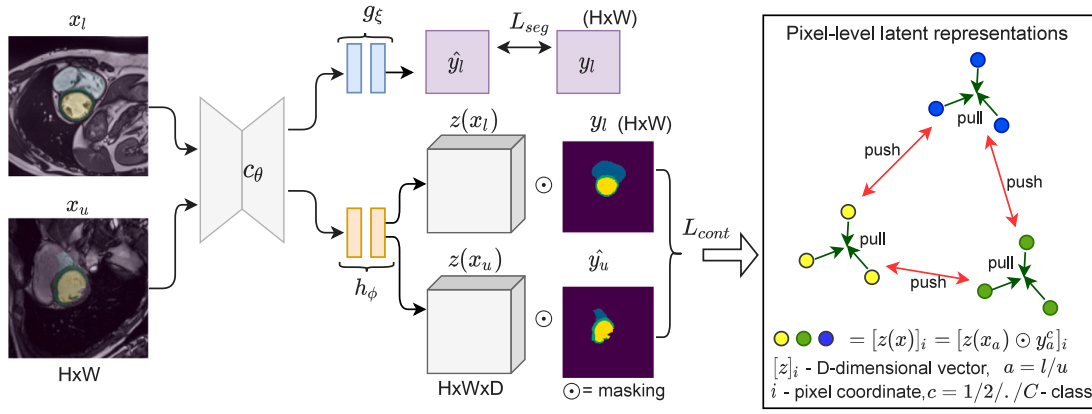 x_l
g_ξ
L_seg
(HxW)
ŷ_l
y_l
c_θ
x_u
HxW
z(x_l)
y_l (HxW)
⊙
h_ϕ
z(x_u)
ŷ_u
⊙
HxWxD
⊙= masking
L_cont
Pixel-level latent representations
pull
push
push
pull
pull
push
= [z(x)]_i = [z(x_a) ⊙ y_a^c]_i
[z]_i - D-dimensional vector, a = l/u
i - pixel coordinate, c = 1/2/./C - class